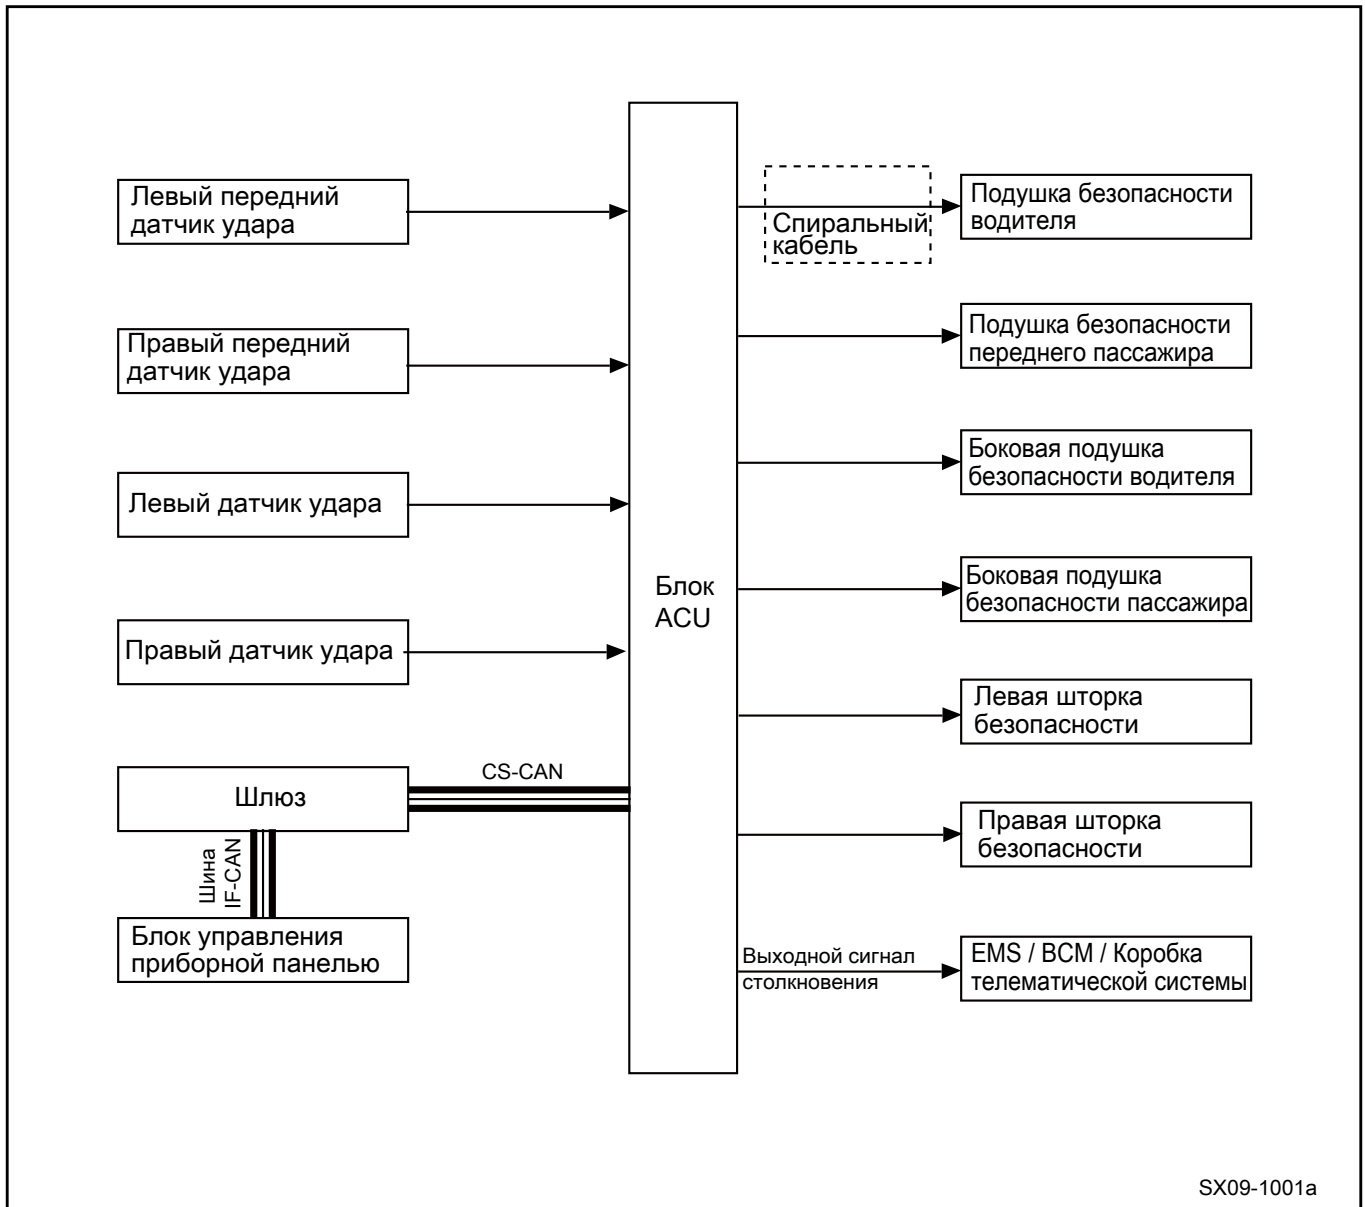 Левый передний
датчик удара
Правый передний
датчик удара
Левый датчик удара
Правый датчик удара
Шлюз
CS-CAN
Шина
IF-CAN
Блок управления
приборной панелью
Блок
ACU
Спиральный
кабель
Подушка безопасности
водителя
Подушка безопасности
переднего пассажира
Боковая подушка
безопасности водителя
Боковая подушка
безопасности пассажира
Левая шторка
безопасности
Правая шторка
безопасности
Выходной сигнал
столкновения
EMS / BCM / Коробка
телематической системы
SX09-1001a